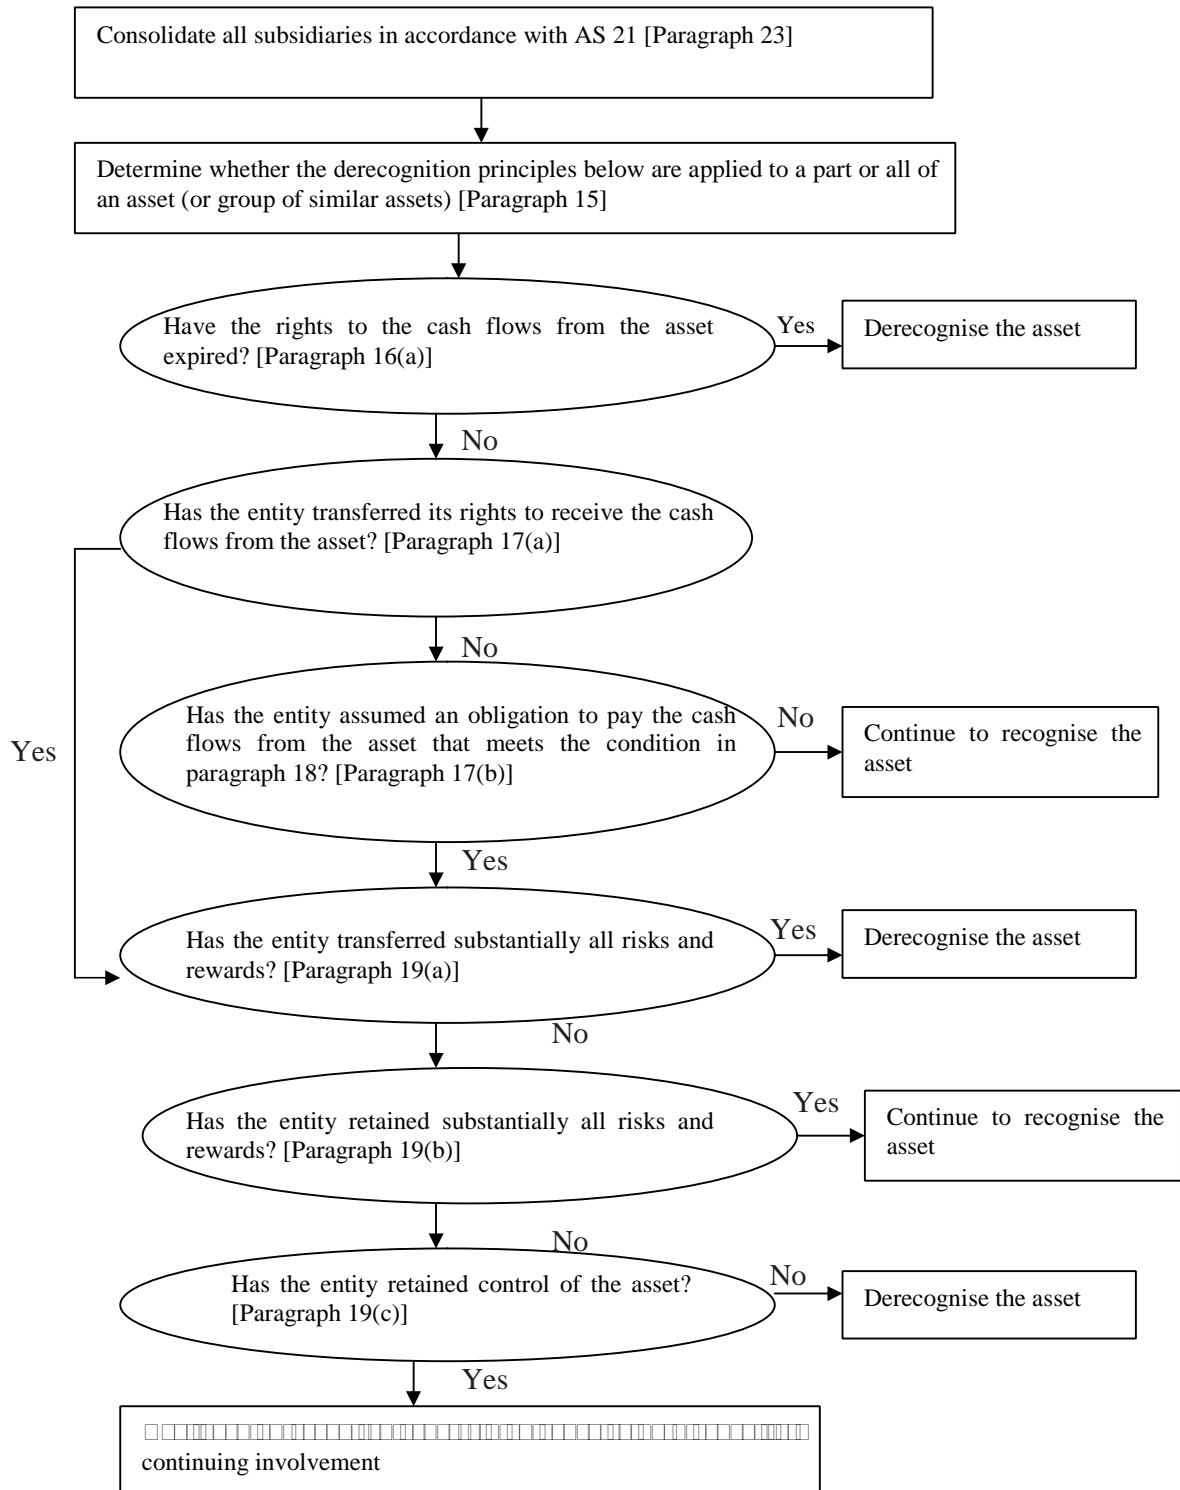 Consolidate all subsidiaries in accordance with AS 21 [Paragraph 23]
Determine whether the derecognition principles below are applied to a part or all of
an asset (or group of similar assets) [Paragraph 15]
Have the rights to the cash flows from the asset
expired? [Paragraph 16(a)]
Yes
Derecognise the asset
No
Has the entity transferred its rights to receive the cash
flows from the asset? [Paragraph 17(a)]
No
Yes
Has the entity assumed an obligation to pay the cash
flows from the asset that meets the condition in
paragraph 18? [Paragraph 17(b)]
No
Continue to recognise the
asset
Yes
Has the entity transferred substantially all risks and
rewards? [Paragraph 19(a)]
Yes
Derecognise the asset
No
Has the entity retained substantially all risks and
rewards? [Paragraph 19(b)]
Yes
Continue to recognise the
asset
No
Has the entity retained control of the asset?
[Paragraph 19(c)]
No
Derecognise the asset
Yes
continuing involvement